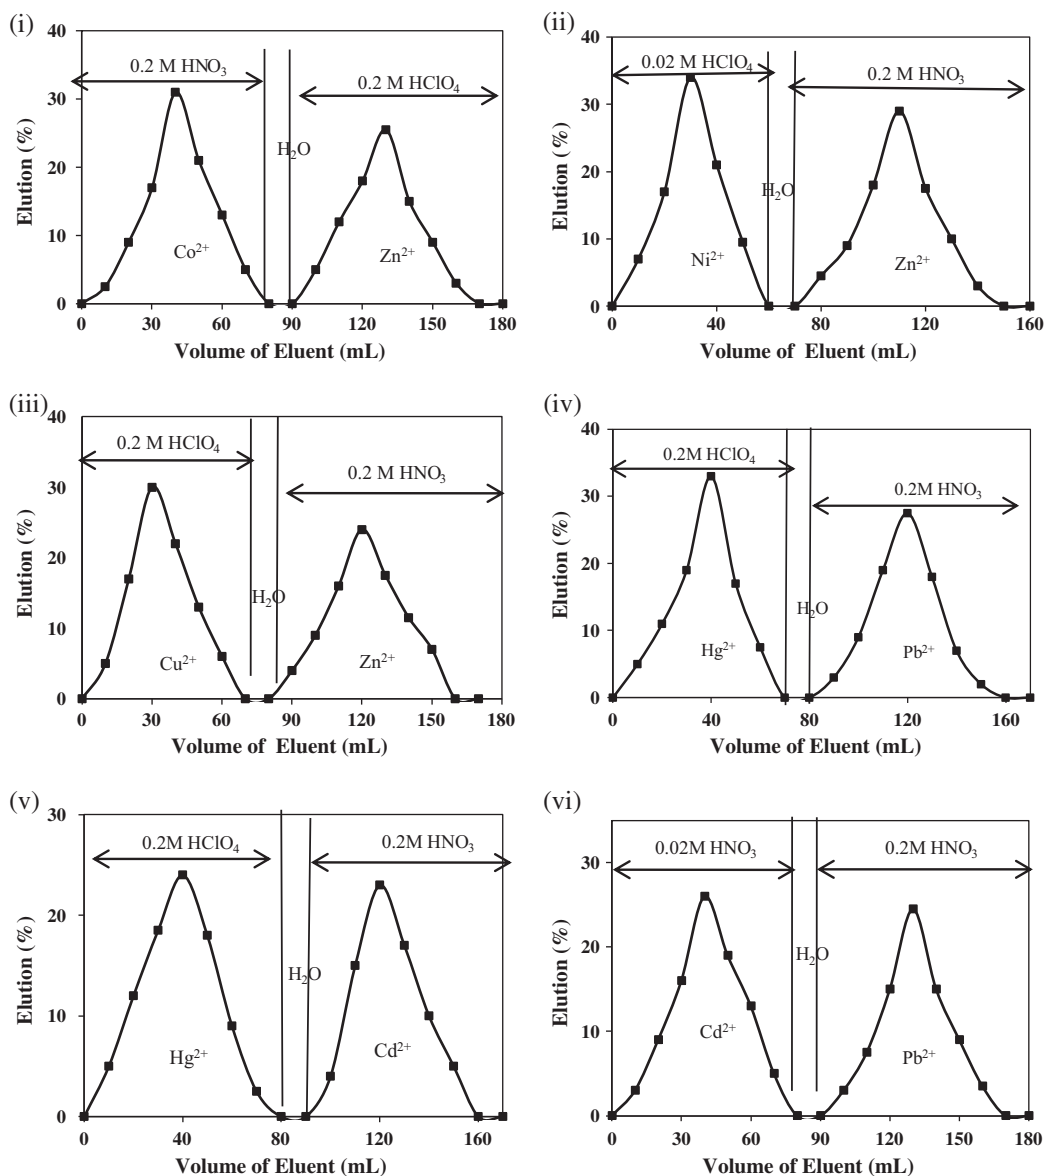 (i)
40
30
20
10
0
Elution (%)
0.2 M HNO₃
0.2 M HClO₄
H₂O
Co²⁺
Zn²⁺
0 30 60 90 120 150 180
Volume of Eluent (mL)
(ii)
40
30
20
10
0
Elution (%)
0.02 M HClO₄
0.2 M HNO₃
H₂O
Ni²⁺
Zn²⁺
0 40 80 120 160
Volume of Eluent (mL)
(iii)
40
30
20
10
0
Elution (%)
0.2 M HClO₄
0.2 M HNO₃
H₂O
Cu²⁺
Zn²⁺
0 30 60 90 120 150 180
Volume of Eluent (mL)
(iv)
40
30
20
10
0
Elution (%)
0.2M HClO₄
0.2M HNO₃
H₂O
Hg²⁺
Pb²⁺
0 40 80 120 160
Volume of Eluent (mL)
(v)
30
20
10
0
Elution (%)
0.2M HClO₄
0.2M HNO₃
H₂O
Hg²⁺
Cd²⁺
0 40 80 120 160
Volume of Eluent (mL)
(vi)
30
20
10
0
Elution (%)
0.02M HNO₃
0.2M HNO₃
H₂O
Cd²⁺
Pb²⁺
0 30 60 90 120 150 180
Volume of Eluent (mL)